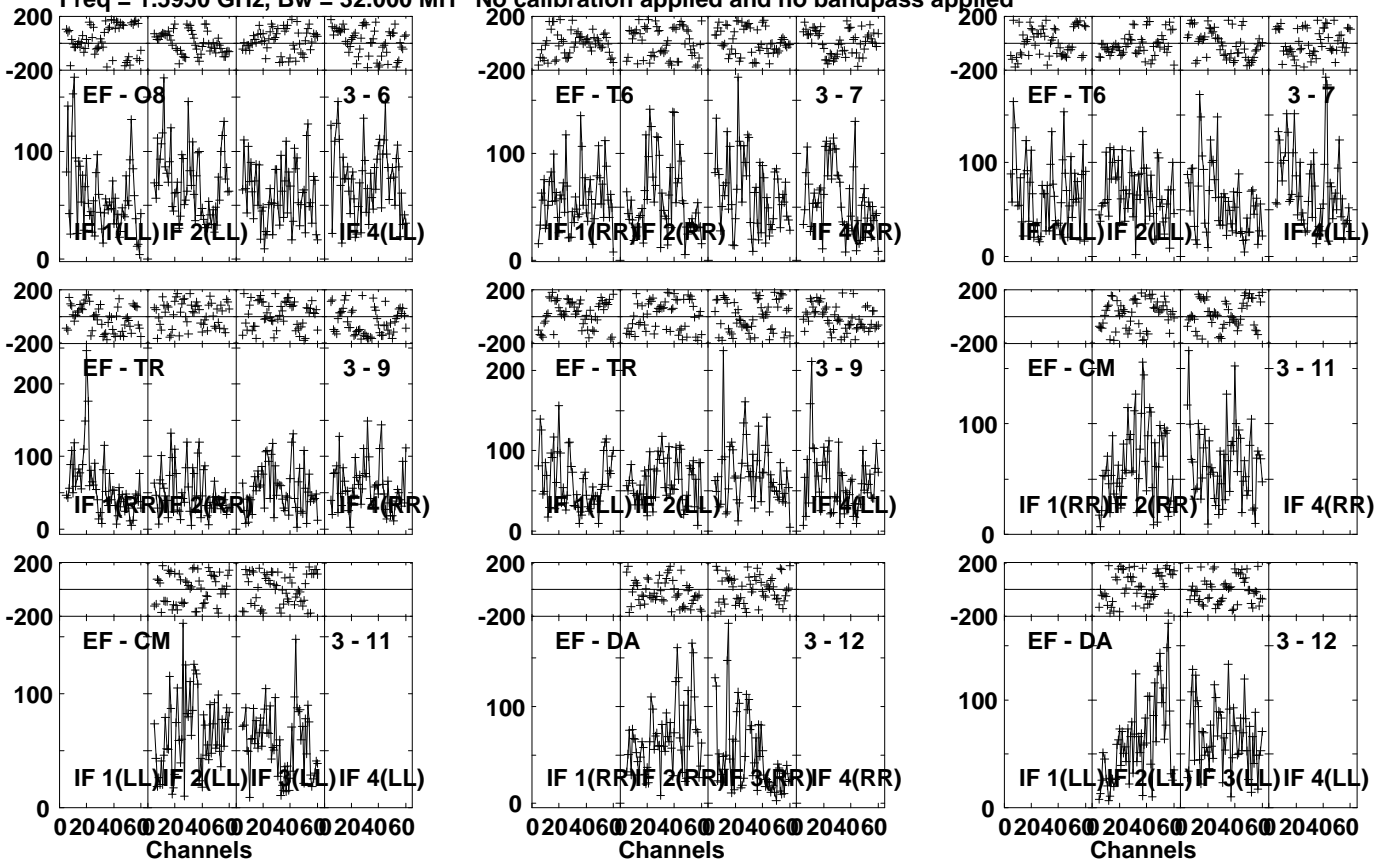 Freq = 1.5950 GHz, Bw = 32.000 MH No calibration applied and no bandpass applied
200
-200
EF - O8
3 - 6
100
0
IF 1(LL) IF 2(LL) IF 4(LL)
200
-200
EF - T6
3 - 7
100
0
IF 1(RR) IF 2(RR) IF 4(RR)
200
-200
EF - T6
3 - 7
100
0
IF 1(LL) IF 2(LL) IF 4(LL)
200
-200
EF - TR
3 - 9
200
100
0
IF 1(RR) IF 2(RR) IF 4(RR)
200
-200
EF - TR
3 - 9
200
100
0
IF 1(LL) IF 2(LL) IF 4(LL)
200
-200
EF - CM
3 - 11
100
0
IF 1(RR) IF 2(RR) IF 4(RR)
200
-200
EF - CM
3 - 11
100
0
IF 1(LL) IF 2(LL) IF 3(LL) IF 4(LL)
0 20 40 60 0 20 40 60 0 20 40 60 0 20 40 60
Channels
200
-200
EF - DA
3 - 12
100
0
IF 1(RR) IF 2(RR) IF 3(RR) IF 4(RR)
0 20 40 60 0 20 40 60 0 20 40 60 0 20 40 60
Channels
200
-200
EF - DA
3 - 12
100
0
IF 1(LL) IF 2(LL) IF 3(LL) IF 4(LL)
0 20 40 60 0 20 40 60 0 20 40 60 0 20 40 60
Channels